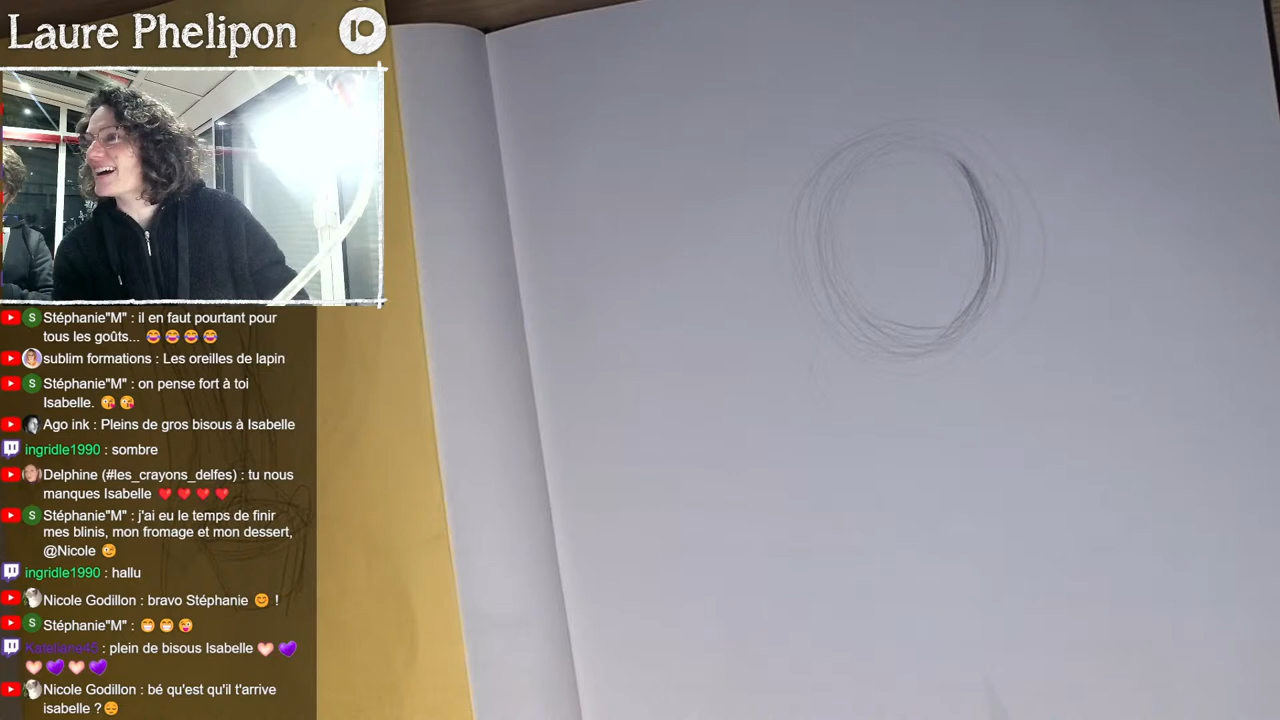 Laure Phelipon
Stéphanie"M" : il en faut pourtant pour
tous les goûts... 😂 😂 😂 😂
sublim formations : Les oreilles de lapin
Stéphanie"M" : on pense fort à toi
Isabelle. 😘 😘
Ago ink : Pleins de gros bisous à Isabelle
ingridle1990 : sombre
Delphine (#les_crayons_delfes) : tu nous
manques Isabelle ❤️ ❤️ ❤️ ❤️
Stéphanie"M" : j'ai eu le temps de finir
mes blinis, mon fromage et mon dessert,
@Nicole 😋
ingridle1990 : hallu
Nicole Godillon : bravo Stéphanie 😊 !
Stéphanie"M" : 😁 😁 😜
: plein de bisous Isabelle 🩷 💜
🩷 💜 🩷 💜
Nicole Godillon : bé qu'est qu'il t'arrive
isabelle ?😔